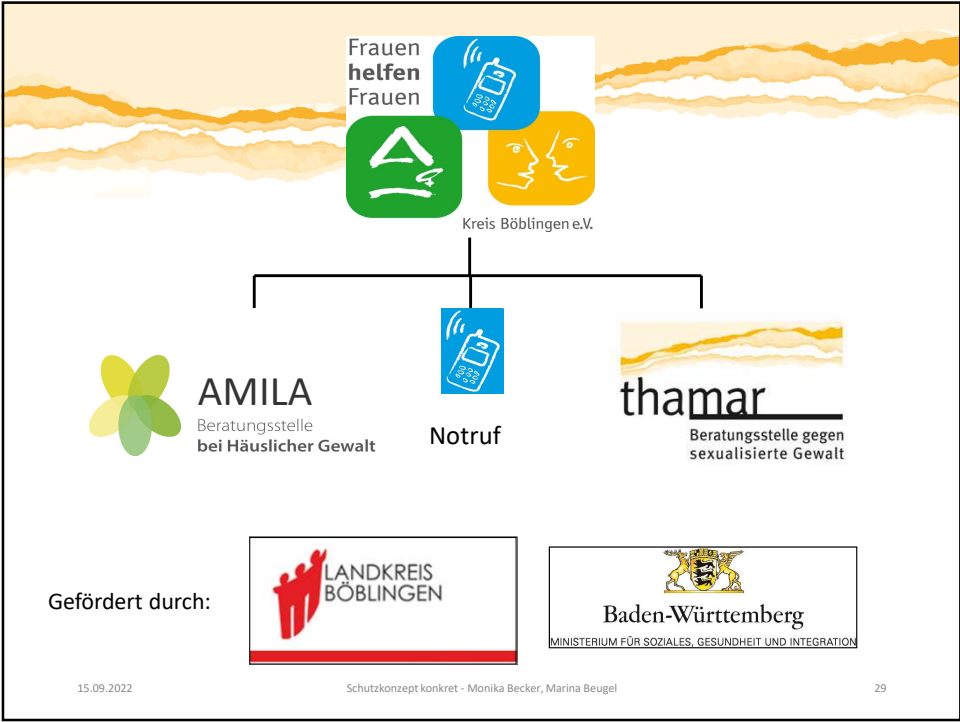 Frauen
helfen
Frauen
Kreis Böblingen e.V.
AMILA
Beratungsstelle
bei Häuslicher Gewalt
Notruf
thamar
Beratungsstelle gegen
sexualisierte Gewalt
Gefördert durch:
LANDKREIS
BÖBLINGEN
Baden-Württemberg
MINISTERIUM FÜR SOZIALES, GESUNDHEIT UND INTEGRATION
15.09.2022
Schutzkonzept konkret - Monika Becker, Marina Beugel
29